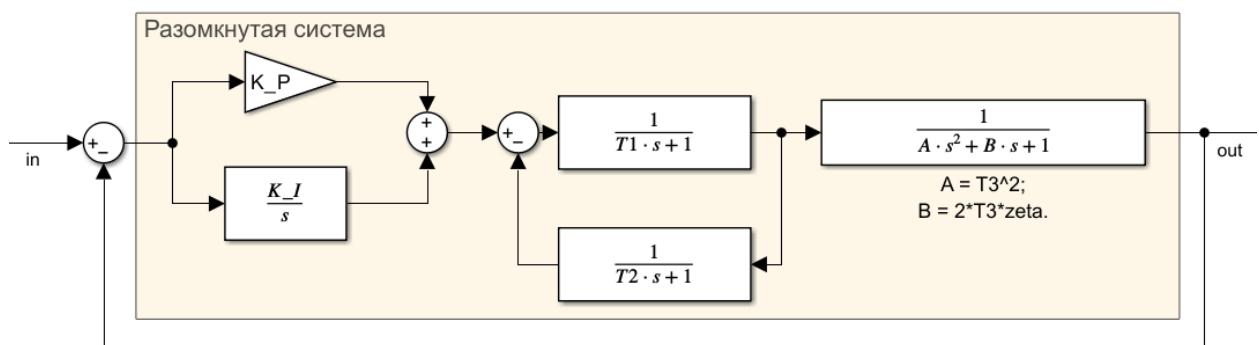 Разомкнутая система
K_P
+
−
in
K_I
s
+
+
+
−
1
T1 · s + 1
1
T2 · s + 1
1
A · s² + B · s + 1
A = T3^2;
B = 2*T3*zeta.
out